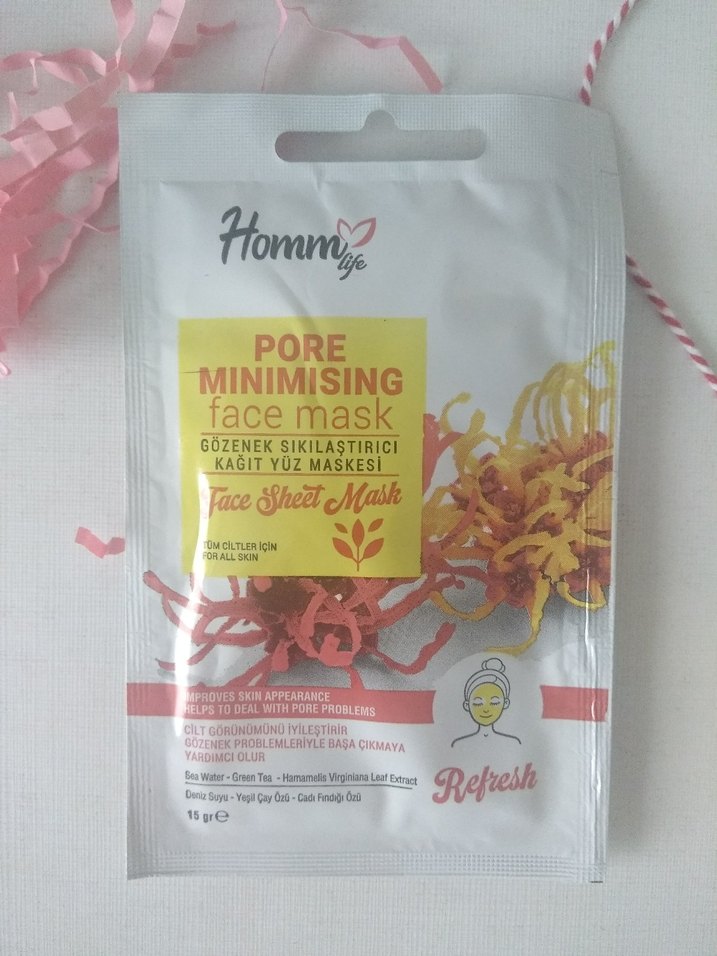 Homm
life
PORE
MINIMISING
face mask
GÖZENEK SIKILAŞTIRICI
KAĞIT YÜZ MASKESİ
Face Sheet Mask
TÜM CİLTLER İÇİN
FOR ALL SKIN
IMPROVES SKIN APPEARANCE
HELPS TO DEAL WITH PORE PROBLEMS
CİLT GÖRÜNÜMÜNÜ İYİLEŞTİRİR
GÖZENEK PROBLEMLERİYLE BAŞA ÇIKMAYA
YARDIMCI OLUR
Sea Water - Green Tea - Hamamelis Virginiana Leaf Extract
Deniz Suyu - Yeşil Çay Özü - Cadı Fındığı Özü
15 gr℮
Refresh